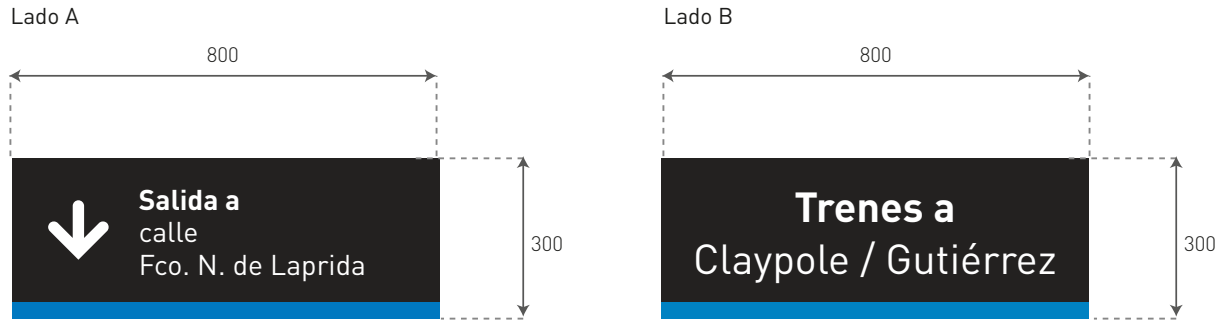 Lado A
800
300
Salida a
calle
Fco. N. de Laprida
Lado B
800
300
Trenes a
Claypole / Gutiérrez